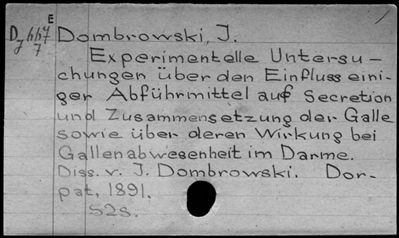 E
D, 447 Dombrowski, J.
7
Experimentelle Untersu-
chungen über den Einfluss eini-
ger Abführmittel auf Secretion
und Zusammensetzung der Galle
sowie über deren Wirkung bei
Gallenabwesenheit im Darme.
Diss. v. J. Dombrowski. Dor-
pat, 1891.
52s.